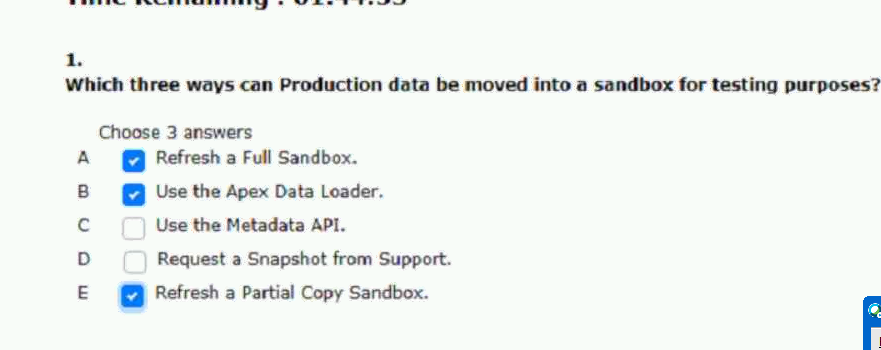 Time Remaining : 01:44:
1.
Which three ways can Production data be moved into a sandbox for testing purposes?
Choose 3 answers
A Refresh a Full Sandbox.
B Use the Apex Data Loader.
C Use the Metadata API.
D Request a Snapshot from Support.
E Refresh a Partial Copy Sandbox.